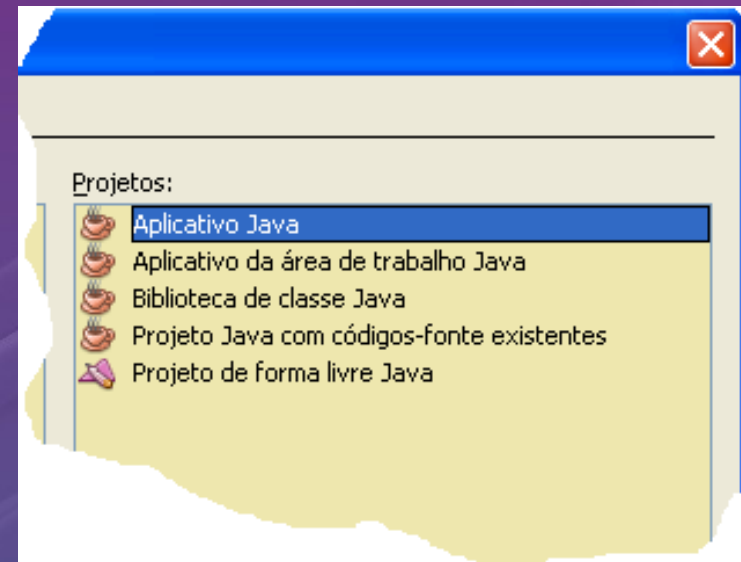 Projetos:
Aplicativo Java
Aplicativo da área de trabalho Java
Biblioteca de classe Java
Projeto Java com códigos-fonte existentes
Projeto de forma livre Java